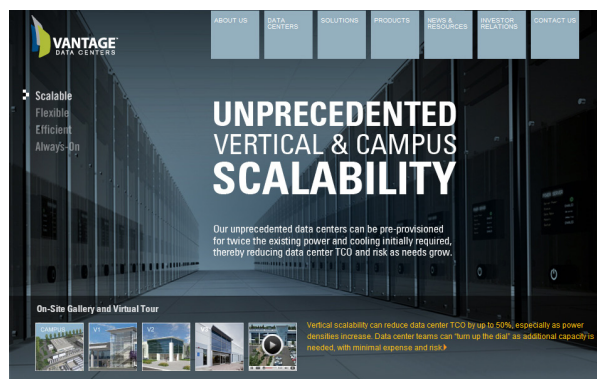 VANTAGE
DATA CENTERS
ABOUT US
DATA
CENTERS
SOLUTIONS
PRODUCTS
NEWS &
RESOURCES
INVESTOR
RELATIONS
CONTACT US
Scalable
Flexible
Efficient
Always-On
UNPRECEDENTED
VERTICAL & CAMPUS
SCALABILITY
Our unprecedented data centers can be pre-provisioned
for twice the existing power and cooling initially required,
thereby reducing data center TCO and risk as needs grow.
On-Site Gallery and Virtual Tour
CAMPUS
V1
V2
V3
Vertical scalability can reduce data center TCO by up to 50%, especially as power
densities increase. Data center teams can "turn up the dial" as additional capacity is
needed, with minimal expense and risk.